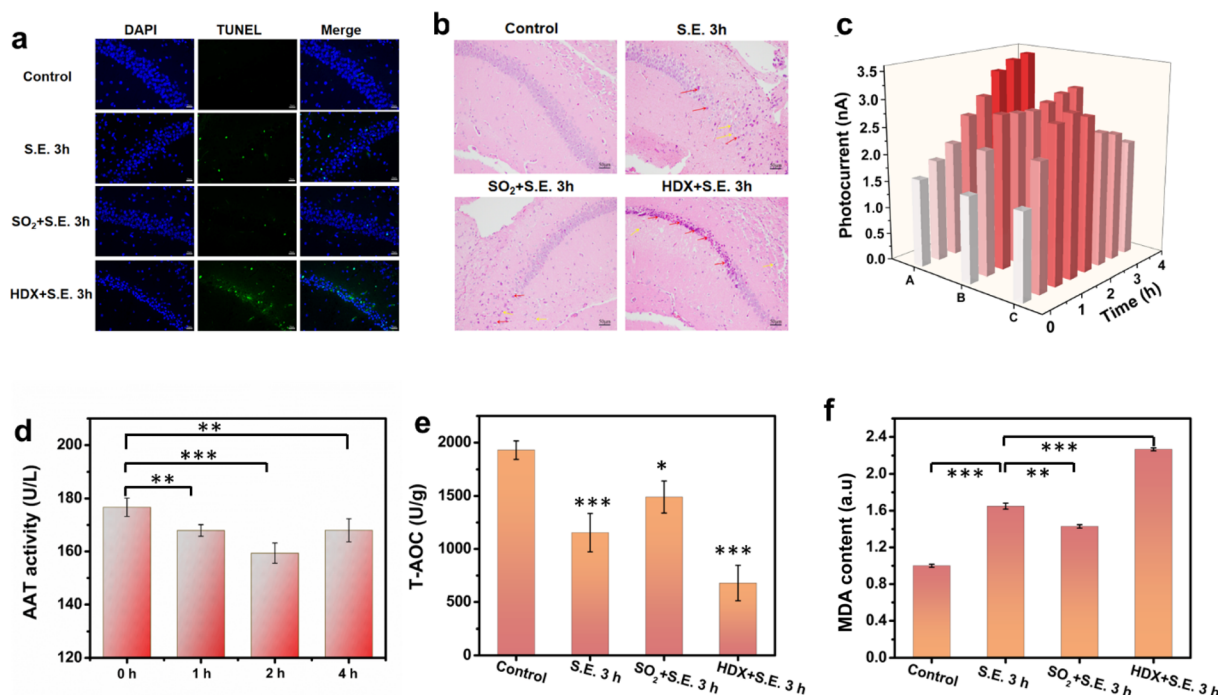 a
DAPI
TUNEL
Merge
Control
S.E. 3h
SO₂+S.E. 3h
HDX+S.E. 3h
b
Control
S.E. 3h
SO₂+S.E. 3h
HDX+S.E. 3h
c
Photocurrent (nA)
3.5
3.0
2.5
2.0
1.5
1.0
0.5
0.0
A
B
C
0
1
2
3
4
Time (h)
d
AAT activity (U/L)
210
200
180
160
140
120
**
***
**
0 h
1 h
2 h
4 h
e
T-AOC (U/g)
2000
1500
1000
500
0
***
*
***
Control
S.E. 3 h
SO₂+S.E. 3 h
HDX+S.E. 3 h
f
MDA content (a.u)
2.4
2.0
1.6
1.2
0.8
0.4
0.0
***
***
**
Control
S.E. 3 h
SO₂+S.E. 3 h
HDX+S.E. 3 h